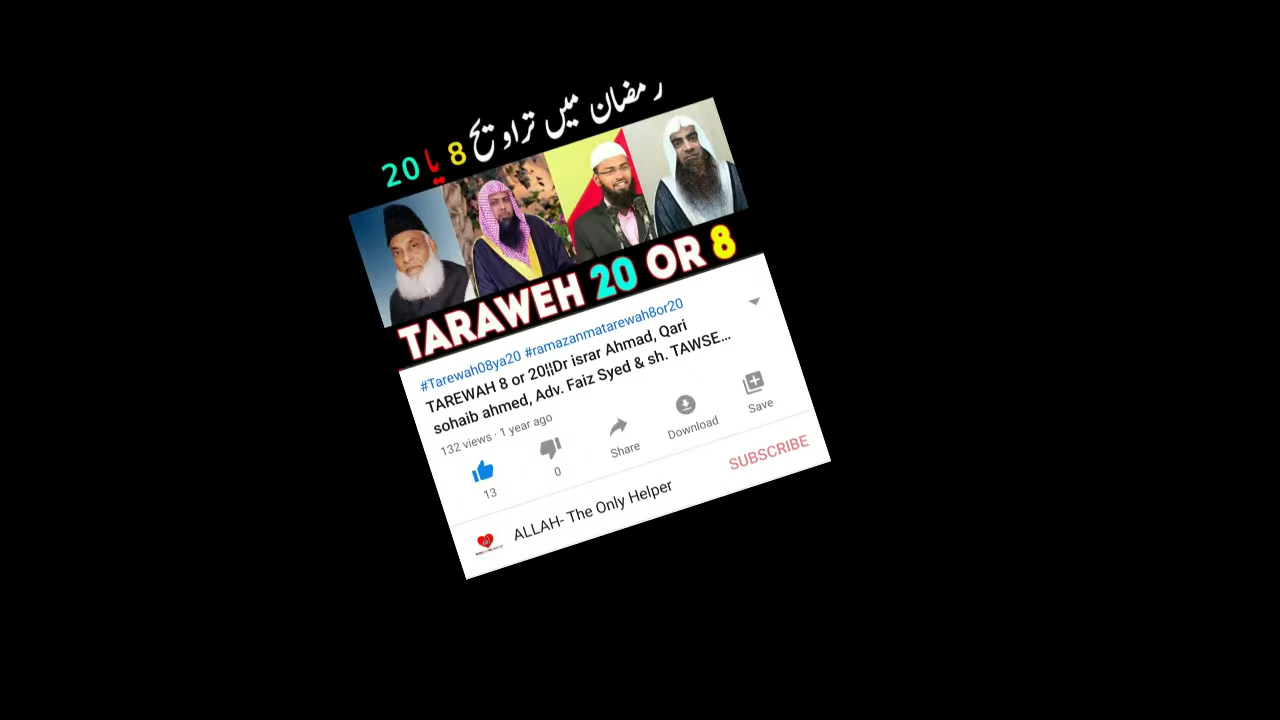 رمضان میں تراویح 8 یا 20
TARAWEH 20 OR 8
#Tarewah08ya20 #ramazanmatarewah8or20
TAREWAH 8 or 20¦¦Dr israr Ahmad, Qari
sohaib ahmed, Adv. Faiz Syed & sh. TAWSE...
132 views · 1 year ago
13
0
Share
Download
Save
ALLAH- The Only Helper
SUBSCRIBE